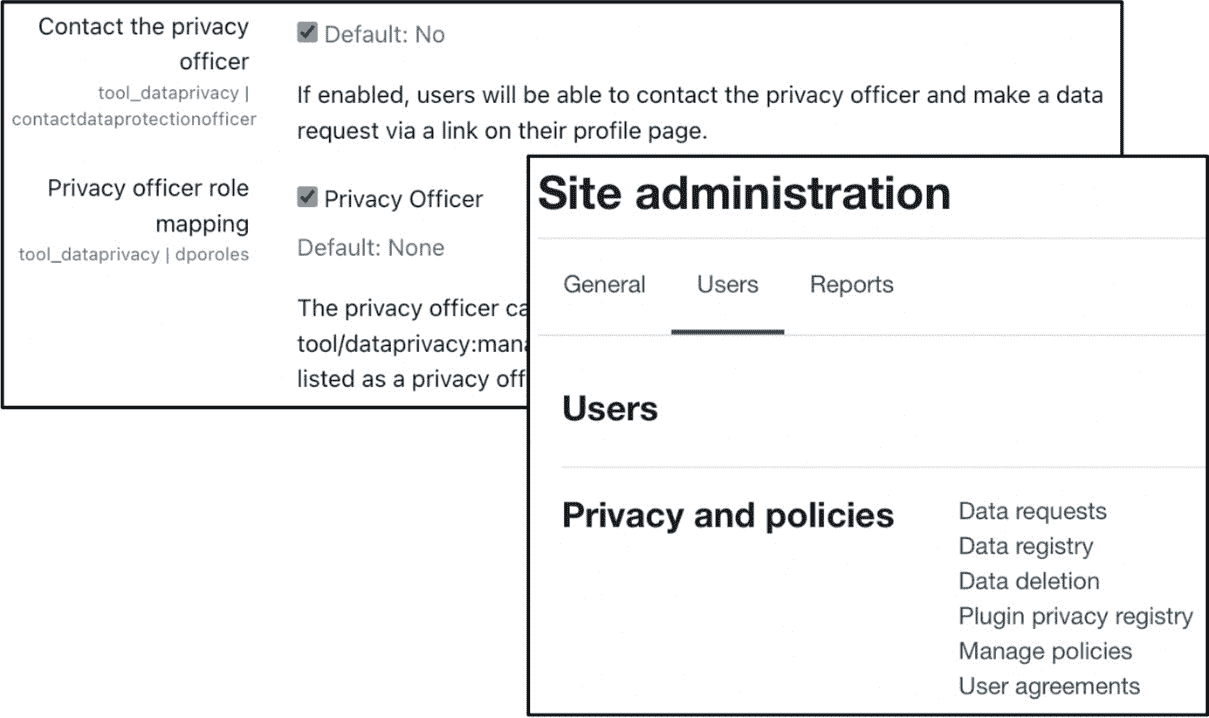 Contact the privacy
officer
tool_dataprivacy |
contactdataprotectionofficer
Default: No
If enabled, users will be able to contact the privacy officer and make a data
request via a link on their profile page.
Privacy officer role
mapping
tool_dataprivacy | dporoles
Privacy Officer
Default: None
The privacy officer ca
tool/dataprivacy:mana
listed as a privacy off
Site administration
General Users Reports
Users
Privacy and policies
Data requests
Data registry
Data deletion
Plugin privacy registry
Manage policies
User agreements